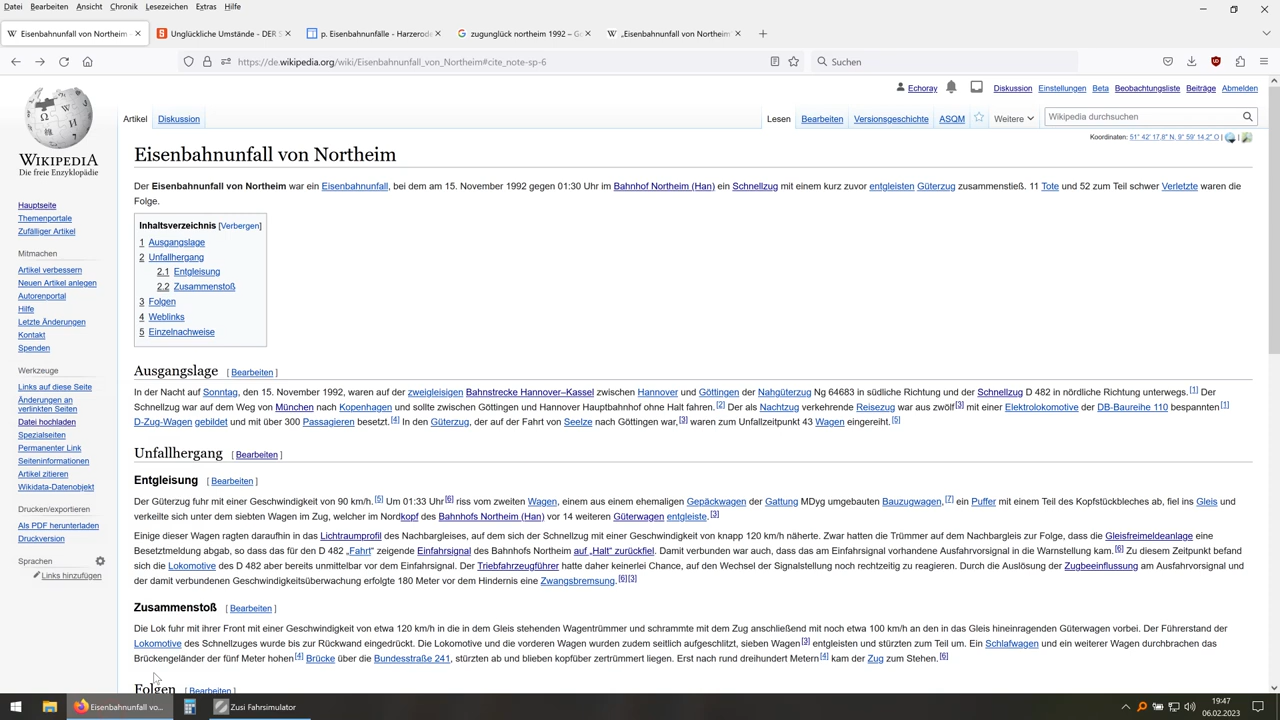 Datei Bearbeiten Ansicht Chronik Lesezeichen Extras Hilfe
Eisenbahnunfall von Northeim
Unglückliche Umstände - DER S
p. Eisenbahnunfälle - Harzerode
zugunglück northeim 1992 – Go
„Eisenbahnunfall von Northeim"
https://de.wikipedia.org/wiki/Eisenbahnunfall_von_Northeim#cite_note-sp-6
Suchen
WIKIPEDIA
Die freie Enzyklopädie
Echoray Diskussion Einstellungen Beta Beobachtungsliste Beiträge Abmelden
Artikel Diskussion
Lesen Bearbeiten Versionsgeschichte ASQM Weitere
Wikipedia durchsuchen
Koordinaten: 51° 42′ 17,8″ N, 9° 59′ 14,2″ O | |
Hauptseite
Themenportale
Zufälliger Artikel
Mitmachen
Artikel verbessern
Neuen Artikel anlegen
Autorenportal
Hilfe
Letzte Änderungen
Kontakt
Spenden
Werkzeuge
Links auf diese Seite
Änderungen an
verlinkten Seiten
Datei hochladen
Spezialseiten
Permanenter Link
Seiteninformationen
Artikel zitieren
Wikidata-Datenobjekt
Drucken/exportieren
Als PDF herunterladen
Druckversion
Sprachen
Links hinzufügen
Eisenbahnunfall von Northeim
Der Eisenbahnunfall von Northeim war ein Eisenbahnunfall, bei dem am 15. November 1992 gegen 01:30 Uhr im Bahnhof Northeim (Han) ein Schnellzug mit einem kurz zuvor entgleisten Güterzug zusammenstieß. 11 Tote und 52 zum Teil schwer Verletzte waren die
Folge.
Inhaltsverzeichnis [Verbergen]
1 Ausgangslage
2 Unfallhergang
2.1 Entgleisung
2.2 Zusammenstoß
3 Folgen
4 Weblinks
5 Einzelnachweise
Ausgangslage [ Bearbeiten ]
In der Nacht auf Sonntag, den 15. November 1992, waren auf der zweigleisigen Bahnstrecke Hannover–Kassel zwischen Hannover und Göttingen der Nahgüterzug Ng 64683 in südliche Richtung und der Schnellzug D 482 in nördliche Richtung unterwegs.[1] Der
Schnellzug war auf dem Weg von München nach Kopenhagen und sollte zwischen Göttingen und Hannover Hauptbahnhof ohne Halt fahren.[2] Der als Nachtzug verkehrende Reisezug war aus zwölf[3] mit einer Elektrolokomotive der DB-Baureihe 110 bespannten[1]
D-Zug-Wagen gebildet und mit über 300 Passagieren besetzt.[4] In den Güterzug, der auf der Fahrt von Seelze nach Göttingen war,[3] waren zum Unfallzeitpunkt 43 Wagen eingereiht.[5]
Unfallhergang [ Bearbeiten ]
Entgleisung [ Bearbeiten ]
Der Güterzug fuhr mit einer Geschwindigkeit von 90 km/h.[5] Um 01:33 Uhr[6] riss vom zweiten Wagen, einem aus einem ehemaligen Gepäckwagen der Gattung MDyg umgebauten Bauzugwagen,[7] ein Puffer mit einem Teil des Kopfstückbleches ab, fiel ins Gleis und
verkeilte sich unter dem siebten Wagen im Zug, welcher im Nordkopf des Bahnhofs Northeim (Han) vor 14 weiteren Güterwagen entgleiste.[3]
Einige dieser Wagen ragten daraufhin in das Lichtraumprofil des Nachbargleises, auf dem sich der Schnellzug mit einer Geschwindigkeit von knapp 120 km/h näherte. Zwar hatten die Trümmer auf dem Nachbargleis zur Folge, dass die Gleisfreimeldeanlage eine
Besetztmeldung abgab, so dass das für den D 482 „Fahrt" zeigende Einfahrsignal des Bahnhofs Northeim auf „Halt" zurückfiel. Damit verbunden war auch, dass das am Einfahrsignal vorhandene Ausfahrvorsignal in die Warnstellung kam.[6] Zu diesem Zeitpunkt befand
sich die Lokomotive des D 482 aber bereits unmittelbar vor dem Einfahrsignal. Der Triebfahrzeugführer hatte daher keinerlei Chance, auf den Wechsel der Signalstellung noch rechtzeitig zu reagieren. Durch die Auslösung der Zugbeeinflussung am Ausfahrvorsignal und
der damit verbundenen Geschwindigkeitsüberwachung erfolgte 180 Meter vor dem Hindernis eine Zwangsbremsung.[6][3]
Zusammenstoß [ Bearbeiten ]
Die Lok fuhr mit ihrer Front mit einer Geschwindigkeit von etwa 120 km/h in die in dem Gleis stehenden Wagentrümmer und schrammte mit dem Zug anschließend mit noch etwa 100 km/h an den in das Gleis hineinragenden Güterwagen vorbei. Der Führerstand der
Lokomotive des Schnellzuges wurde bis zur Rückwand eingedrückt. Die Lokomotive und die vorderen Wagen wurden zudem seitlich aufgeschlitzt, sieben Wagen[3] entgleisten und stürzten zum Teil um. Ein Schlafwagen und ein weiterer Wagen durchbrachen das
Brückengeländer der fünf Meter hohen[4] Brücke über die Bundesstraße 241, stürzten ab und blieben kopfüber zertrümmert liegen. Erst nach rund dreihundert Metern[4] kam der Zug zum Stehen.[6]
Folgen [ Bearbeiten ]
Eisenbahnunfall vo...
Zusi Fahrsimulator
19:47
06.02.2023